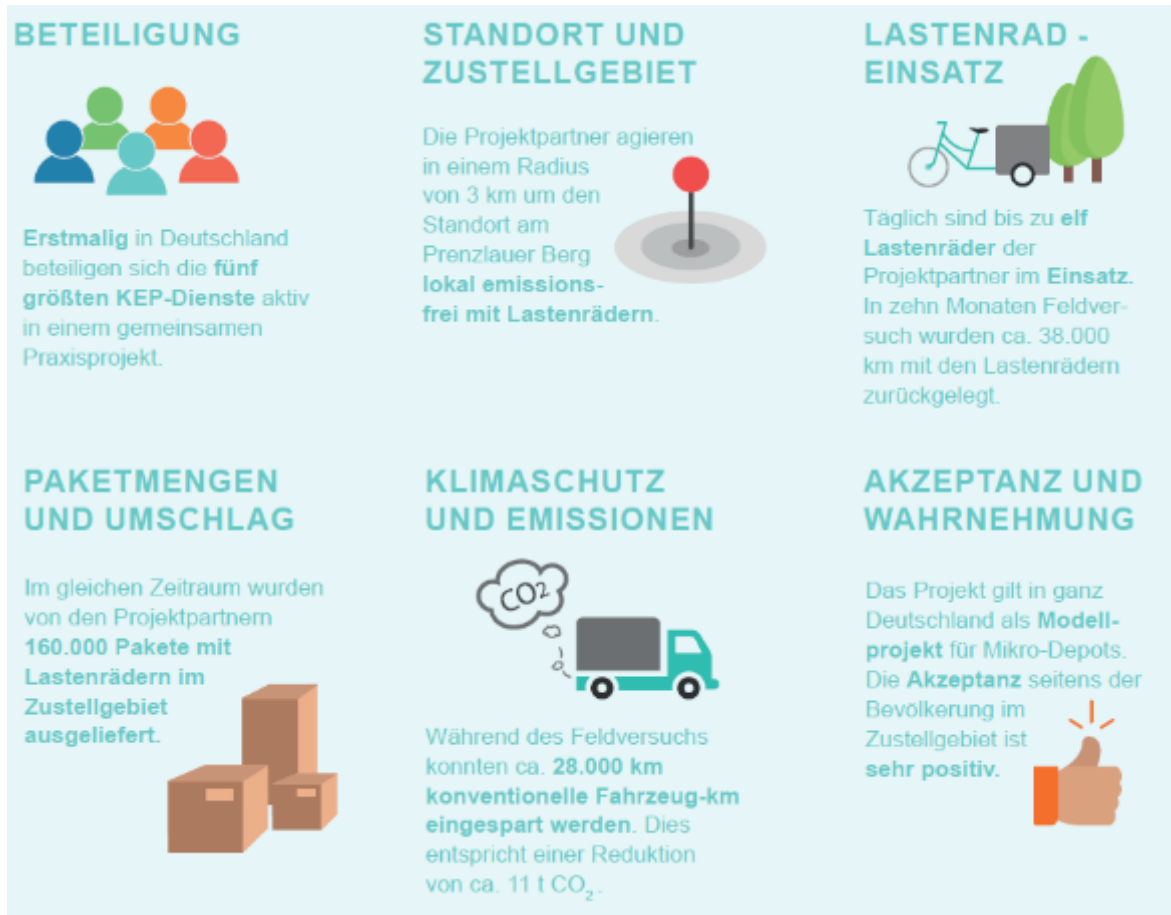 BETEILIGUNG
Erstmalig in Deutschland
beteiligen sich die fünf
größten KEP-Dienste aktiv
in einem gemeinsamen
Praxisprojekt.
STANDORT UND
ZUSTELLGEBIET
Die Projektpartner agieren
in einem Radius
von 3 km um den
Standort am
Prenzlauer Berg
lokal emissions-
frei mit Lastenrädern.
LASTENRAD -
EINSATZ
Täglich sind bis zu elf
Lastenräder der
Projektpartner im Einsatz.
In zehn Monaten Feldver-
such wurden ca. 38.000
km mit den Lastenrädern
zurückgelegt.
PAKETMENGEN
UND UMSCHLAG
Im gleichen Zeitraum wurden
von den Projektpartnern
160.000 Pakete mit
Lastenrädern im
Zustellgebiet
ausgeliefert.
KLIMASCHUTZ
UND EMISSIONEN
CO2
Während des Feldversuchs
konnten ca. 28.000 km
konventionelle Fahrzeug-km
eingespart werden. Dies
entspricht einer Reduktion
von ca. 11 t CO₂.
AKZEPTANZ UND
WAHRNEHMUNG
Das Projekt gilt in ganz
Deutschland als Modell-
projekt für Mikro-Depots.
Die Akzeptanz seitens der
Bevölkerung im
Zustellgebiet ist
sehr positiv.